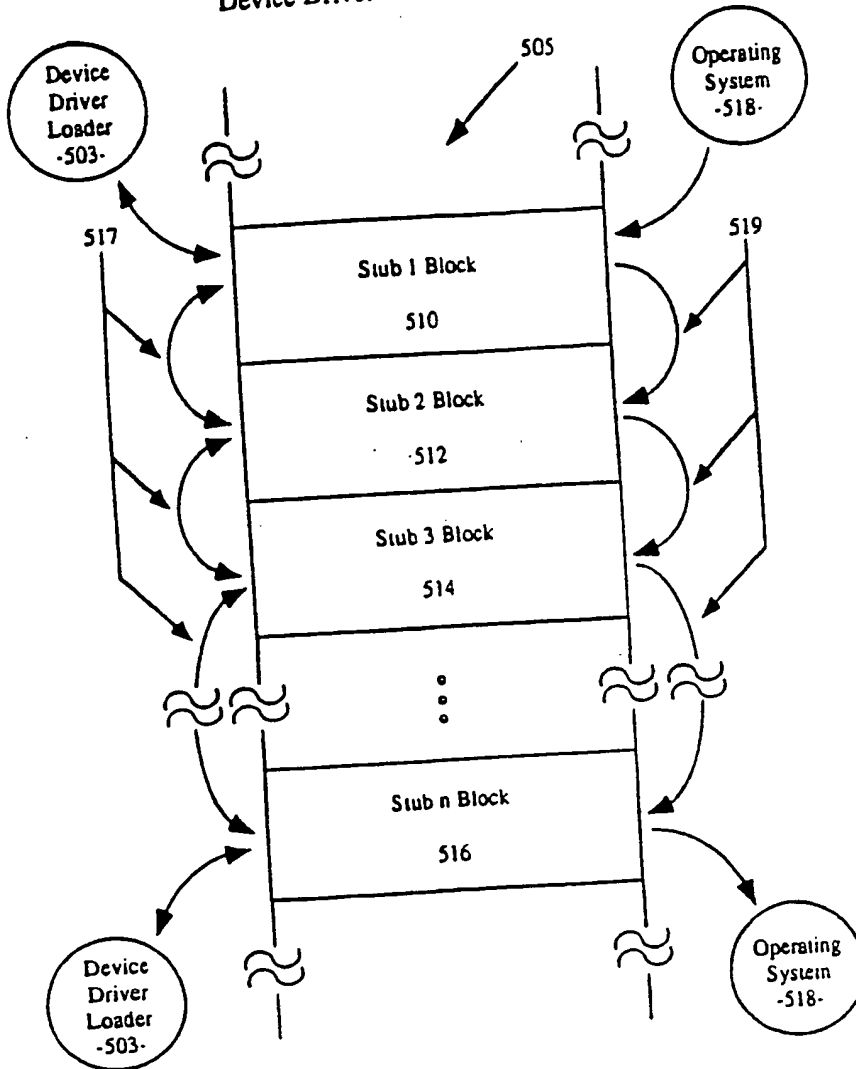 Device Driver
505
Device
Driver
Loader
-503-
Operating
System
-518-
517
519
Stub 1 Block
510
Stub 2 Block
512
Stub 3 Block
514
Stub n Block
516
Device
Driver
Loader
-503-
Operating
System
-518-